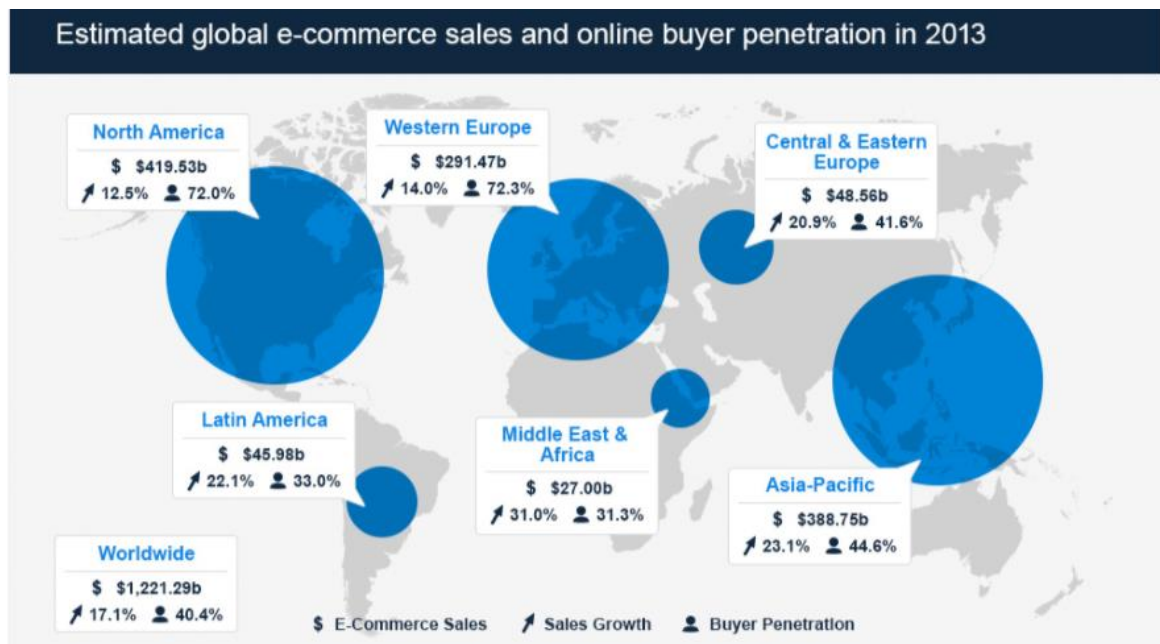 Estimated global e-commerce sales and online buyer penetration in 2013
North America
$ $419.53b
12.5% 72.0%
Western Europe
$ $291.47b
14.0% 72.3%
Central & Eastern
Europe
$ $48.56b
20.9% 41.6%
Latin America
$ $45.98b
22.1% 33.0%
Middle East &
Africa
$ $27.00b
31.0% 31.3%
Asia-Pacific
$ $388.75b
23.1% 44.6%
Worldwide
$ $1,221.29b
17.1% 40.4%
$ E-Commerce Sales Sales Growth Buyer Penetration